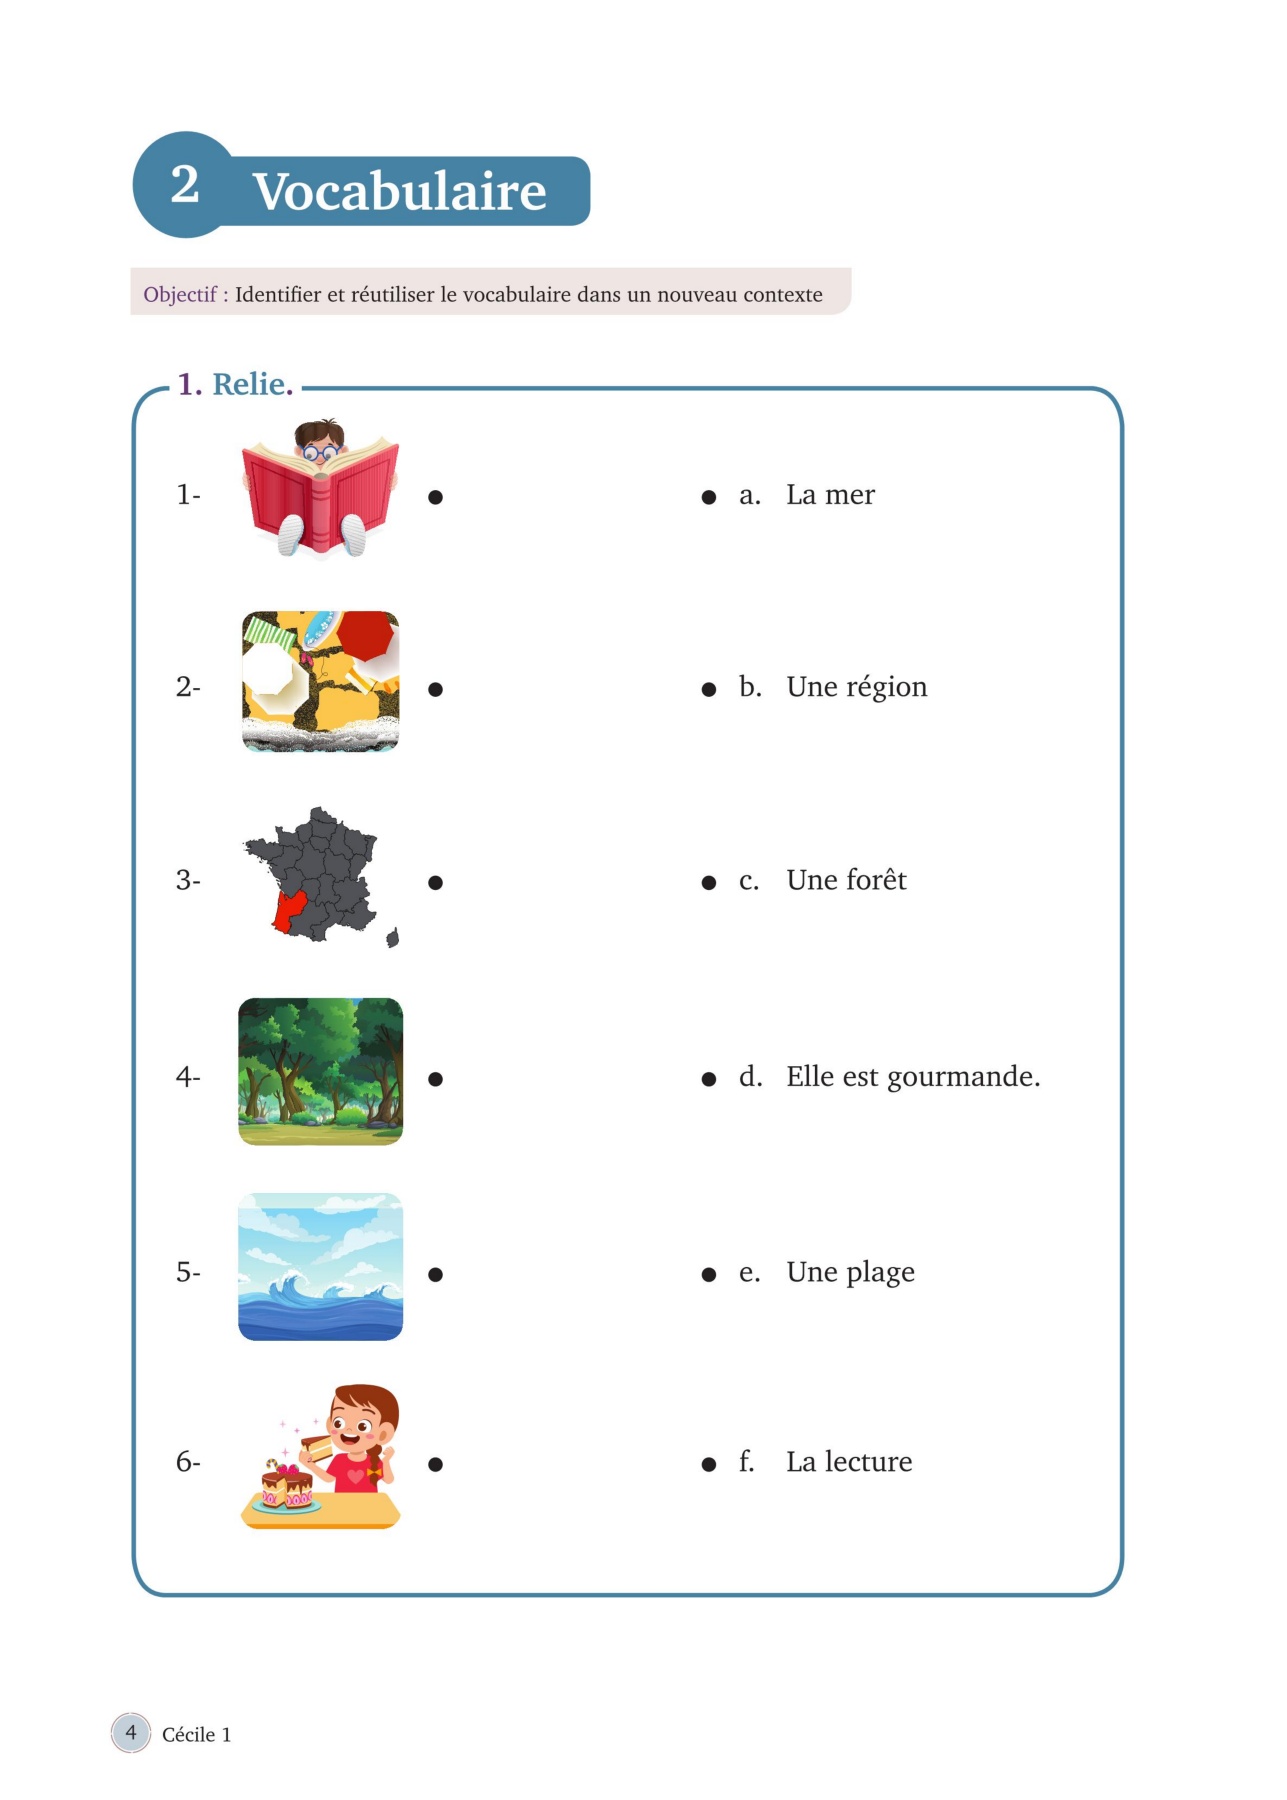 2 Vocabulaire
Objectif : Identifier et réutiliser le vocabulaire dans un nouveau contexte
1. Relie.
1- a. La mer
2- b. Une région
3- c. Une forêt
4- d. Elle est gourmande.
5- e. Une plage
6- f. La lecture
4 Cécile 1